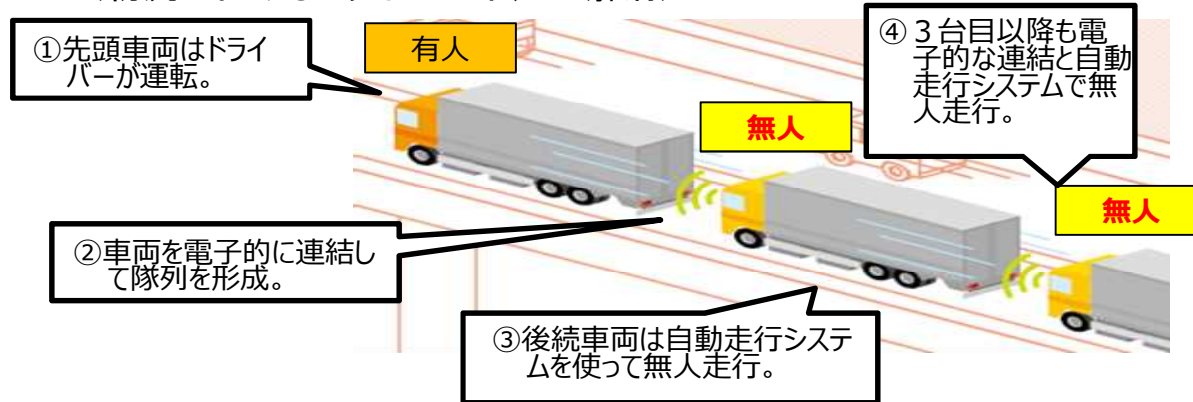 ①先頭車両はドライ
バーが運転。
有人
④３台目以降も電
子的な連結と自動
走行システムで無
人走行。
無人
無人
②車両を電子的に連結し
て隊列を形成。
③後続車両は自動走行システ
ムを使って無人走行。